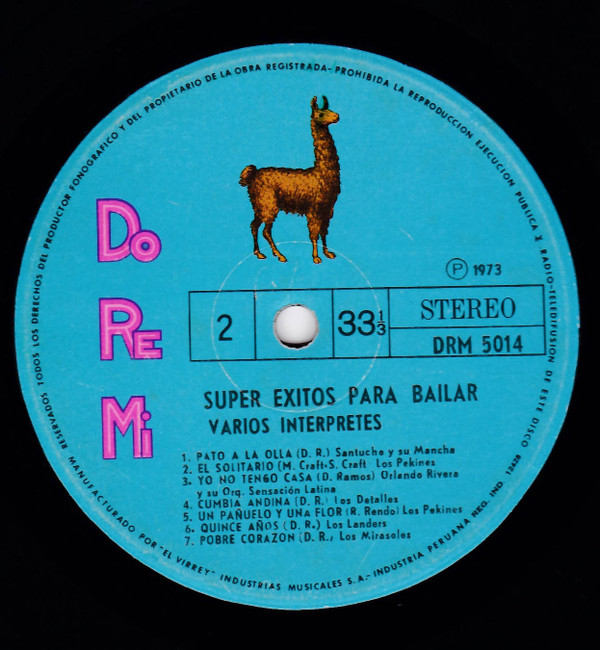 RESERVADOS TODOS LOS DERECHOS DEL PRODUCTOR FONOGRAFICO Y DEL PROPIETARIO DE LA OBRA REGISTRADA-PROHIBIDA LA REPRODUCCION EJECUCION PUBLICA Y RADIO-TELEDIFUSION DE ESTE DISCO
Do
Re
Mi
Ⓟ 1973
2 33⅓ STEREO
DRM 5014
SUPER EXITOS PARA BAILAR
VARIOS INTERPRETES
1. PATO A LA OLLA (D. R.) Santucho y su Mancha
2. EL SOLITARIO (M. Craft-S. Craft Los Pekines
3. YO NO TENGO CASA (D. Ramos) Orlando Rivera
y su Orq. Sensación Latina
4. CUMBIA ANDINA (D. R.) Los Detalles
5. UN PAÑUELO Y UNA FLOR (R. Rendo) Los Pekines
6. QUINCE AÑOS (D. R.) Los Landers
7. POBRE CORAZON (D. R., Los Mirasoles
MANUFACTURADO POR "EL VIRREY" INDUSTRIAS MUSICALES S.A.-INDUSTRIA PERUANA REG. IND. 12628